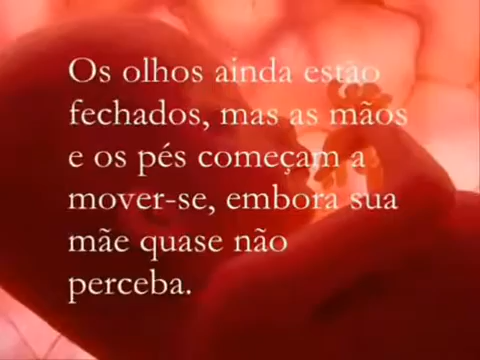 Os olhos ainda estão
fechados, mas as mãos
e os pés começam a
mover-se, embora sua
mãe quase não
perceba.